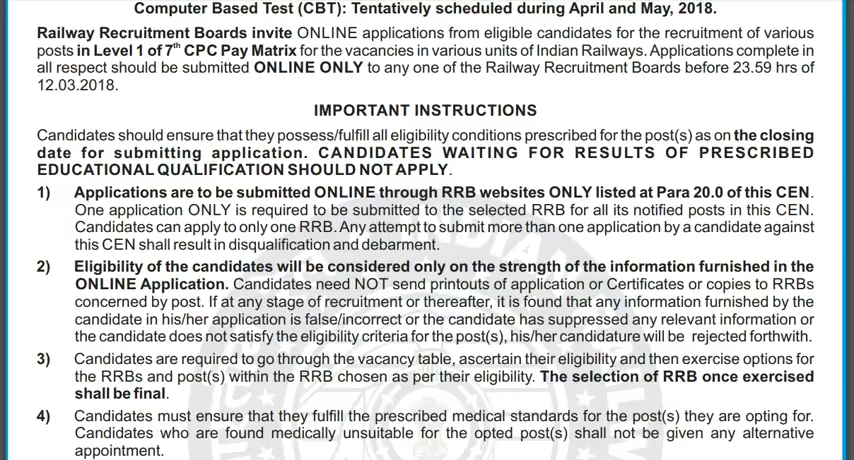 Computer Based Test (CBT): Tentatively scheduled during April and May, 2018.
Railway Recruitment Boards invite ONLINE applications from eligible candidates for the recruitment of various
posts in Level 1 of 7th CPC Pay Matrix for the vacancies in various units of Indian Railways. Applications complete in
all respect should be submitted ONLINE ONLY to any one of the Railway Recruitment Boards before 23.59 hrs of
12.03.2018.
IMPORTANT INSTRUCTIONS
Candidates should ensure that they possess/fulfill all eligibility conditions prescribed for the post(s) as on the closing
date for submitting application. CANDIDATES WAITING FOR RESULTS OF PRESCRIBED
EDUCATIONAL QUALIFICATION SHOULD NOT APPLY.
1) Applications are to be submitted ONLINE through RRB websites ONLY listed at Para 20.0 of this CEN.
One application ONLY is required to be submitted to the selected RRB for all its notified posts in this CEN.
Candidates can apply to only one RRB. Any attempt to submit more than one application by a candidate against
this CEN shall result in disqualification and debarment.
2) Eligibility of the candidates will be considered only on the strength of the information furnished in the
ONLINE Application. Candidates need NOT send printouts of application or Certificates or copies to RRBs
concerned by post. If at any stage of recruitment or thereafter, it is found that any information furnished by the
candidate in his/her application is false/incorrect or the candidate has suppressed any relevant information or
the candidate does not satisfy the eligibility criteria for the post(s), his/her candidature will be rejected forthwith.
3) Candidates are required to go through the vacancy table, ascertain their eligibility and then exercise options for
the RRBs and post(s) within the RRB chosen as per their eligibility. The selection of RRB once exercised
shall be final.
4) Candidates must ensure that they fulfill the prescribed medical standards for the post(s) they are opting for.
Candidates who are found medically unsuitable for the opted post(s) shall not be given any alternative
appointment.